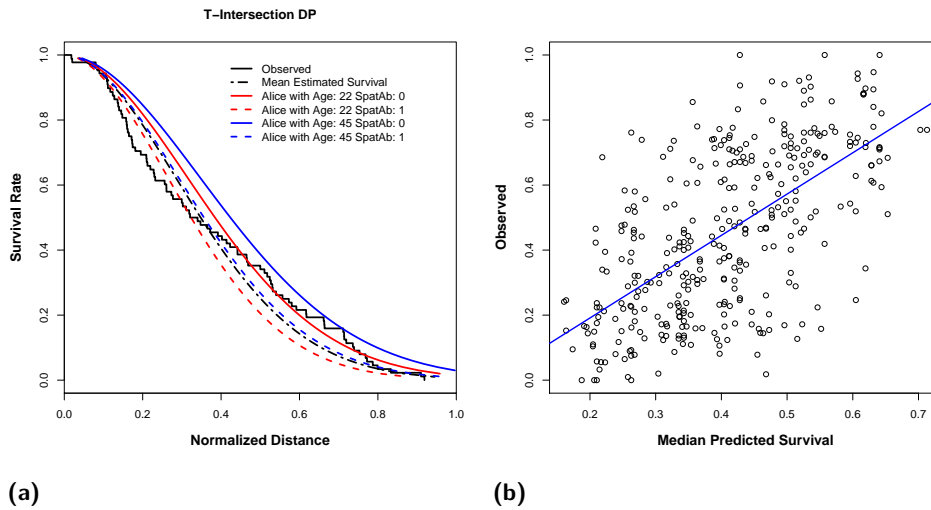 T−Intersection DP
Survival Rate
1.0
0.8
0.6
0.4
0.2
0.0
Observed
Mean Estimated Survival
Alice with Age: 22 SpatAb: 0
Alice with Age: 22 SpatAb: 1
Alice with Age: 45 SpatAb: 0
Alice with Age: 45 SpatAb: 1
0.0 0.2 0.4 0.6 0.8 1.0
Normalized Distance
(a)
Observed
1.0
0.8
0.6
0.4
0.2
0.0
0.2 0.3 0.4 0.5 0.6 0.7
Median Predicted Survival
(b)